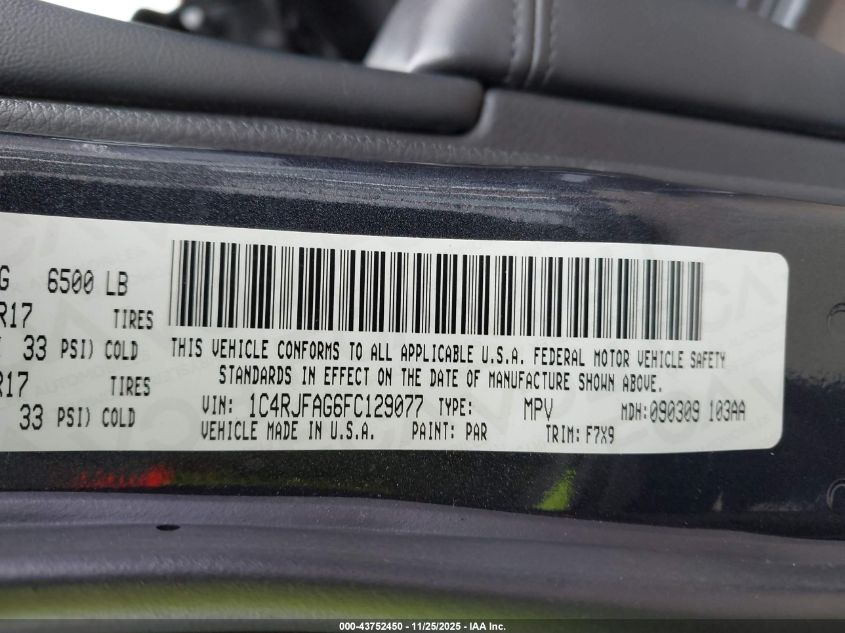 G 6500 LB
R17 TIRES
33 PSI) COLD
R17 TIRES
33 PSI) COLD
THIS VEHICLE CONFORMS TO ALL APPLICABLE U.S.A. FEDERAL MOTOR VEHICLE SAFETY
STANDARDS IN EFFECT ON THE DATE OF MANUFACTURE SHOWN ABOVE.
VIN: 1C4RJFAG6FC129077 TYPE: MPV MDH: 090309 103AA
VEHICLE MADE IN U.S.A. PAINT: PAR TRIM: F7X9
000-43752450 - 11/25/2025 - IAA Inc.